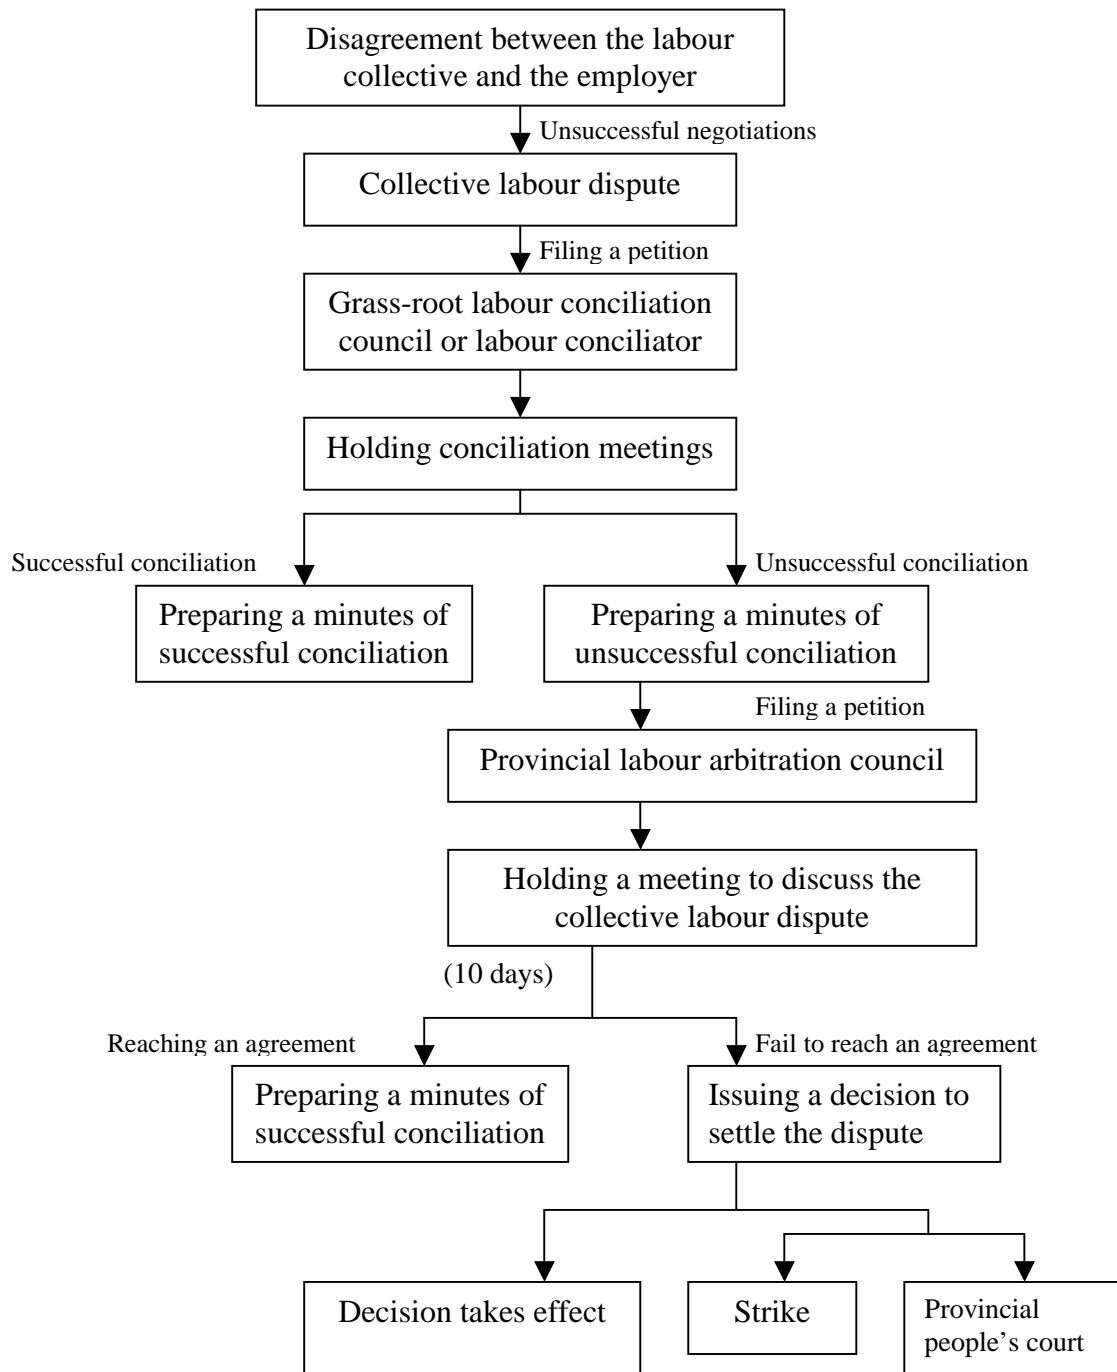 Disagreement between the labour
collective and the employer
Unsuccessful negotiations
Collective labour dispute
Filing a petition
Grass-root labour conciliation
council or labour conciliator
Holding conciliation meetings
Successful conciliation
Unsuccessful conciliation
Preparing a minutes of
successful conciliation
Preparing a minutes of
unsuccessful conciliation
Filing a petition
Provincial labour arbitration council
Holding a meeting to discuss the
collective labour dispute
(10 days)
Reaching an agreement
Fail to reach an agreement
Preparing a minutes of
successful conciliation
Issuing a decision to
settle the dispute
Decision takes effect
Strike
Provincial
people’s court